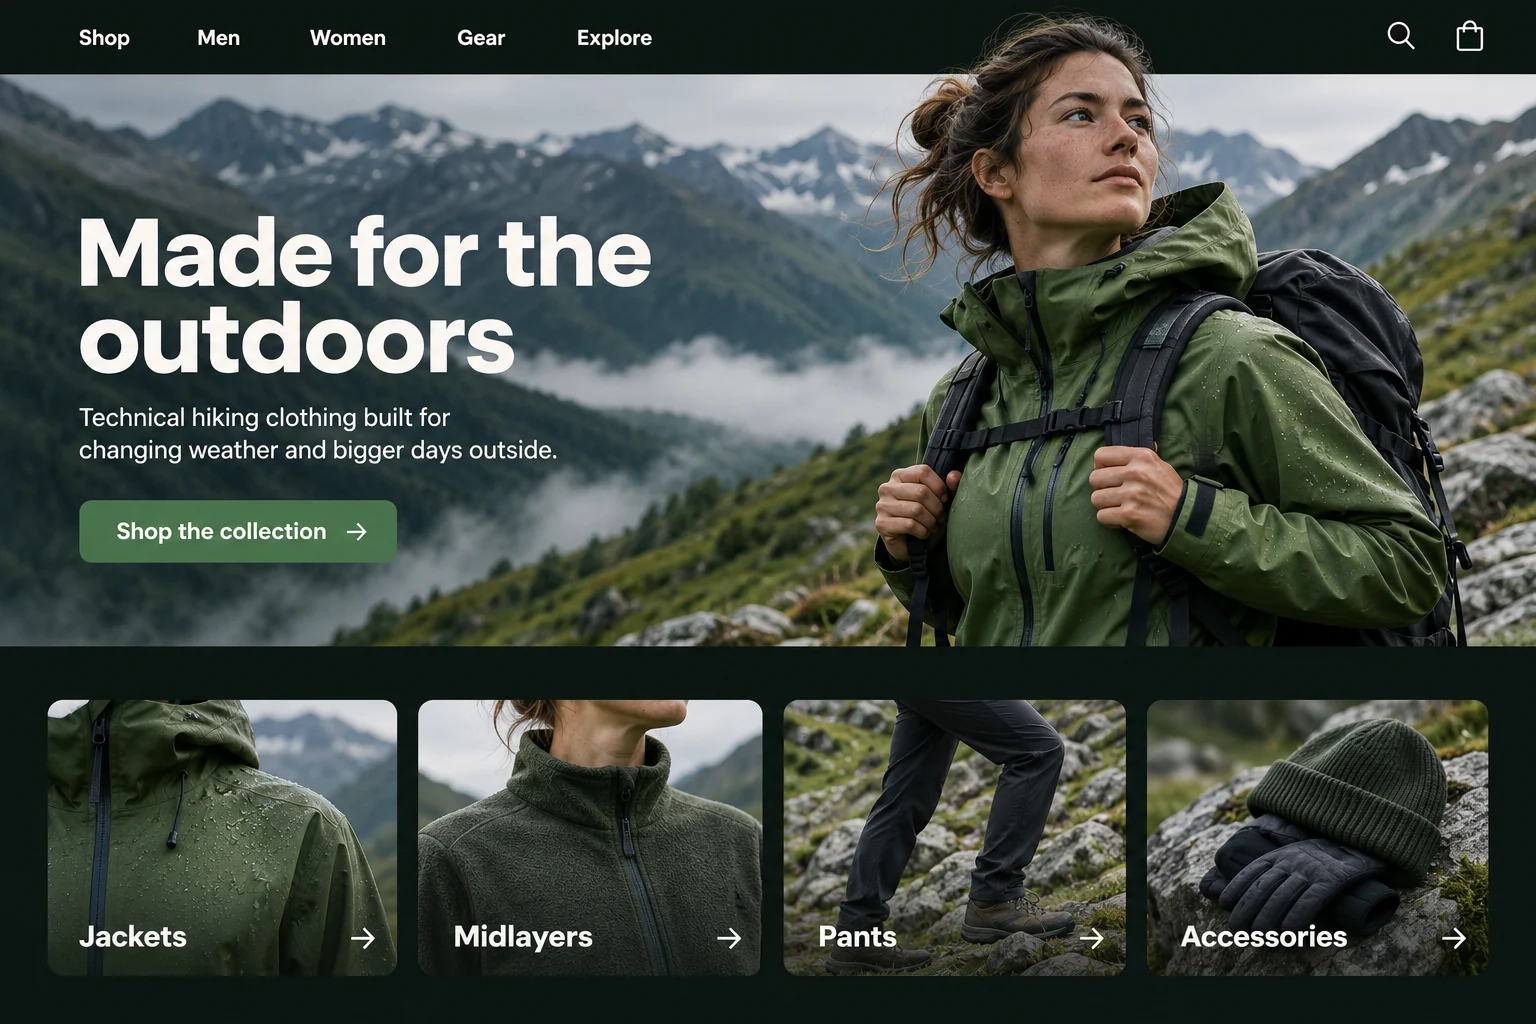 Shop Men Women Gear Explore
Made for the
outdoors
Technical hiking clothing built for
changing weather and bigger days outside.
Shop the collection
Jackets
Midlayers
Pants
Accessories